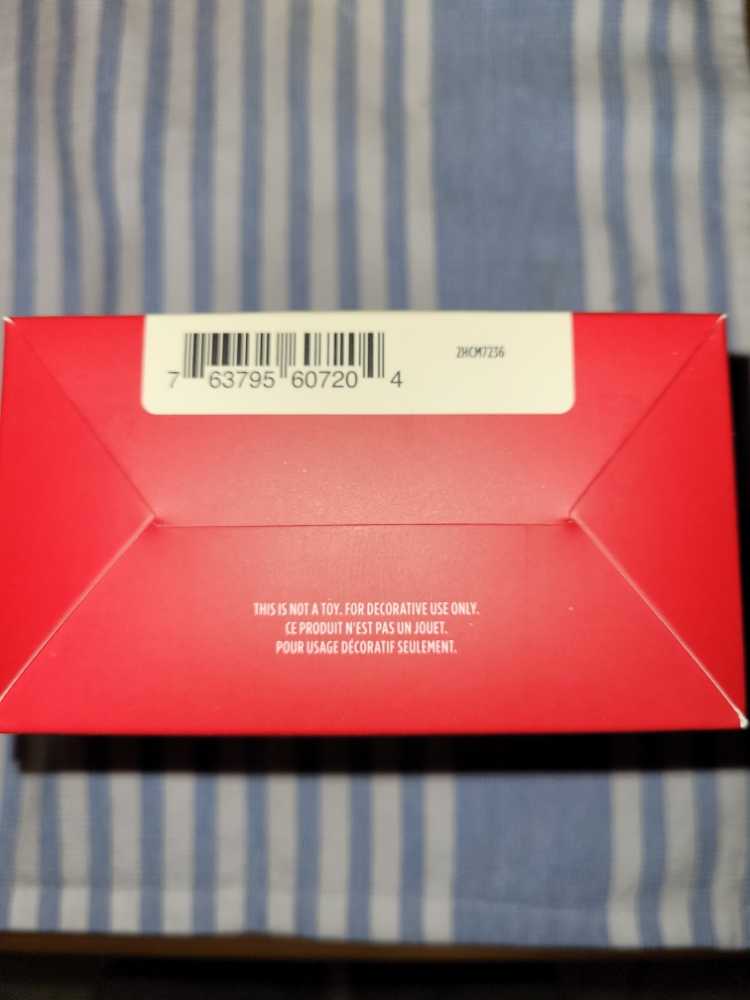 7 63795 60720 4
2HCM7236
THIS IS NOT A TOY. FOR DECORATIVE USE ONLY.
CE PRODUIT N'EST PAS UN JOUET.
POUR USAGE DÉCORATIF SEULEMENT.